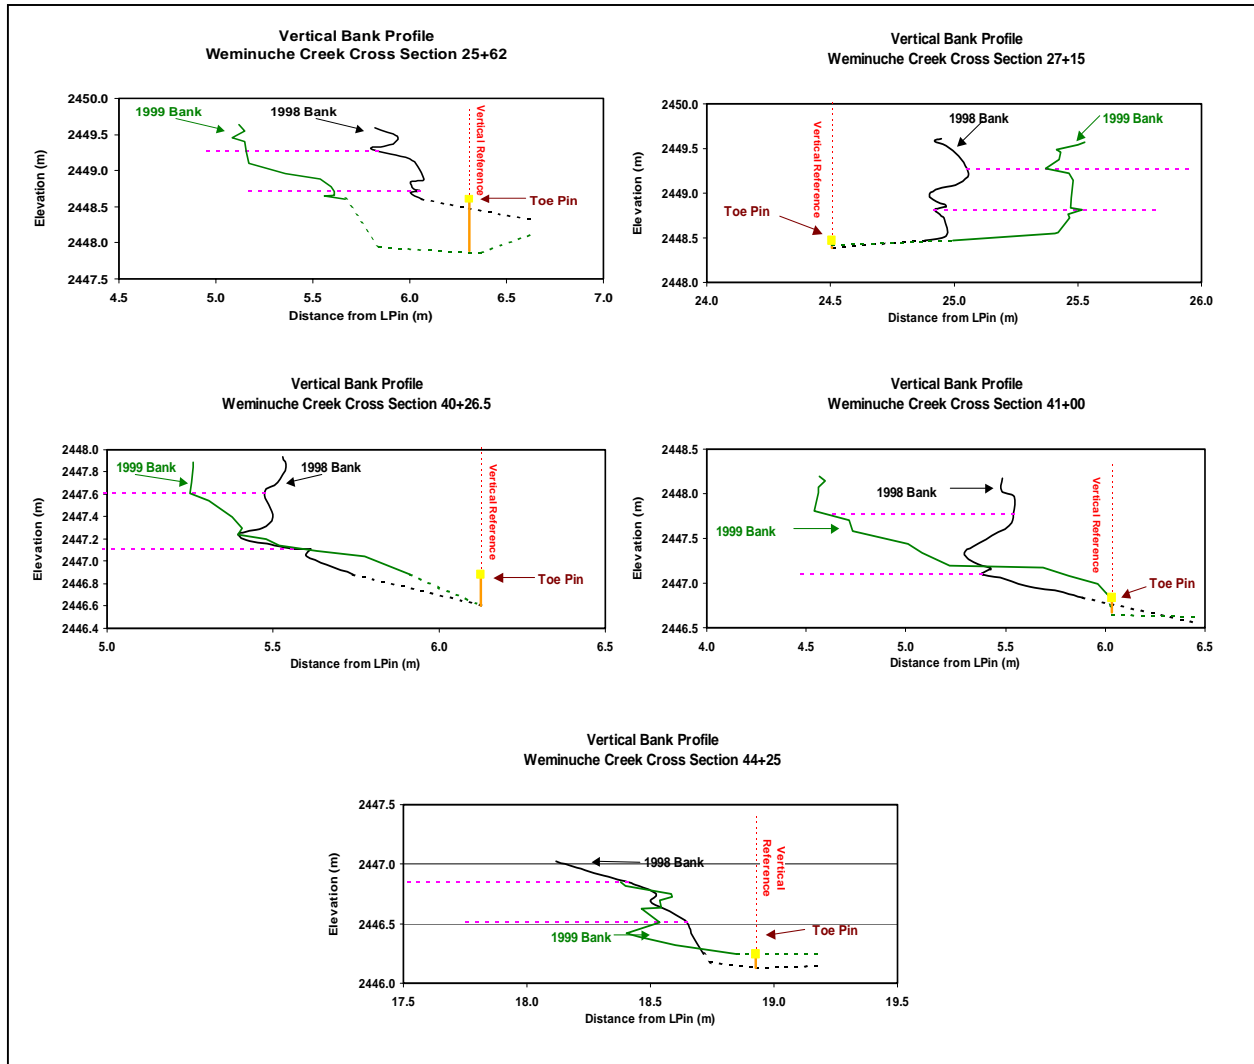 Vertical Bank Profile
Weminuche Creek Cross Section 25+62
2450.0
2449.5
2449.0
2448.5
2448.0
2447.5
Elevation (m)
1999 Bank
1998 Bank
Vertical Reference
Toe Pin
4.5 5.0 5.5 6.0 6.5 7.0
Distance from LPin (m)
Vertical Bank Profile
Weminuche Creek Cross Section 27+15
2450.0
2449.5
2449.0
2448.5
2448.0
Elevation (m)
Vertical Reference
1998 Bank
1999 Bank
Toe Pin
24.0 24.5 25.0 25.5 26.0
Distance from LPin (m)
Vertical Bank Profile
Weminuche Creek Cross Section 40+26.5
2448.0
2447.8
2447.6
2447.4
2447.2
2447.0
2446.8
2446.6
2446.4
Elevation (m)
1999 Bank
1998 Bank
Vertical Reference
Toe Pin
5.0 5.5 6.0 6.5
Distance from LPin (m)
Vertical Bank Profile
Weminuche Creek Cross Section 41+00
2448.5
2448.0
2447.5
2447.0
2446.5
Elevation (m)
1998 Bank
1999 Bank
Vertical Reference
Toe Pin
4.0 4.5 5.0 5.5 6.0 6.5
Distance from LPin (m)
Vertical Bank Profile
Weminuche Creek Cross Section 44+25
2447.5
2447.0
2446.5
2446.0
Elevation (m)
1998 Bank
1999 Bank
Vertical
Reference
Toe Pin
17.5 18.0 18.5 19.0 19.5
Distance from LPin (m)